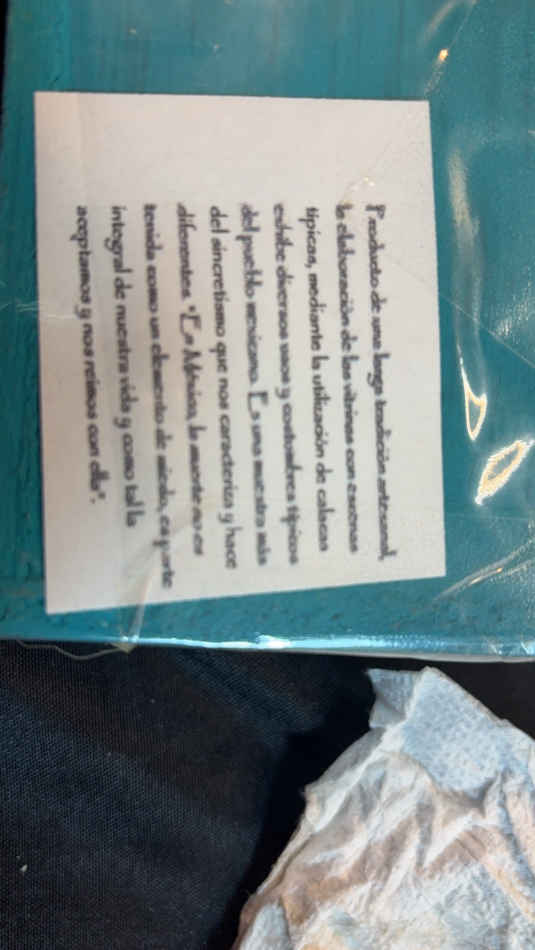 Producto de una larga tradición artesanal,
la elaboración de las vitrinas con escenas
típicas, mediante la utilización de calacas
exhibe diversos usos y costumbres típicos
del pueblo mexicano. Es una muestra más
del sincretismo que nos caracteriza y hace
diferentes. "En México, la muerte no es
tenida como un elemento de miedo, es parte
integral de nuestra vida y como tal la
aceptamos y nos reimos con ella".